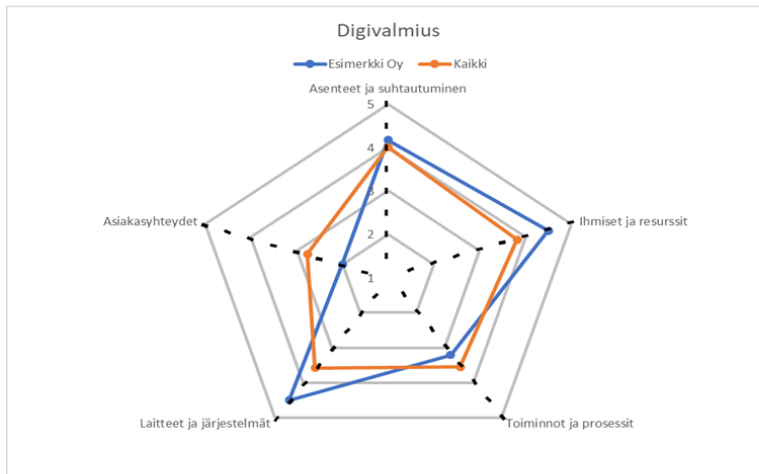 Digivalmius
Esimerkki Oy Kaikki
Asenteet ja suhtautuminen
5
4
3
2
1
Ihmiset ja resurssit
Asiakasyhteydet
Laitteet ja järjestelmät
Toiminnot ja prosessit